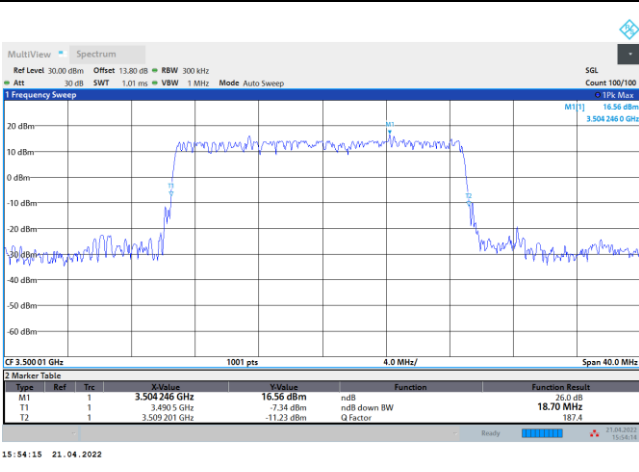 MultiView Spectrum
Ref Level 30.00 dBm Offset 13.80 dB RBW 300 kHz SGL
Att 30 dB SWT 1.01 ms VBW 1 MHz Mode Auto Sweep Count 100/100
1 Frequency Sweep 1Pk Max
M1[1] 16.56 dBm
3.504 246 0 GHz
M1
20 dBm
10 dBm
0 dBm
T1
-10 dBm
T2
-20 dBm
-30 dBm
-40 dBm
-50 dBm
-60 dBm
CF 3.500 01 GHz 1001 pts 4.0 MHz/ Span 40.0 MHz
2 Marker Table
Type Ref Trc X-Value Y-Value Function Function Result
M1 1 3.504 246 GHz 16.56 dBm ndB 26.0 dB
T1 1 3.490 5 GHz -7.34 dBm ndB down BW 18.70 MHz
T2 1 3.509 201 GHz -11.23 dBm Q Factor 187.4
Ready 21.04.2022
15:54:14
15:54:15 21.04.2022